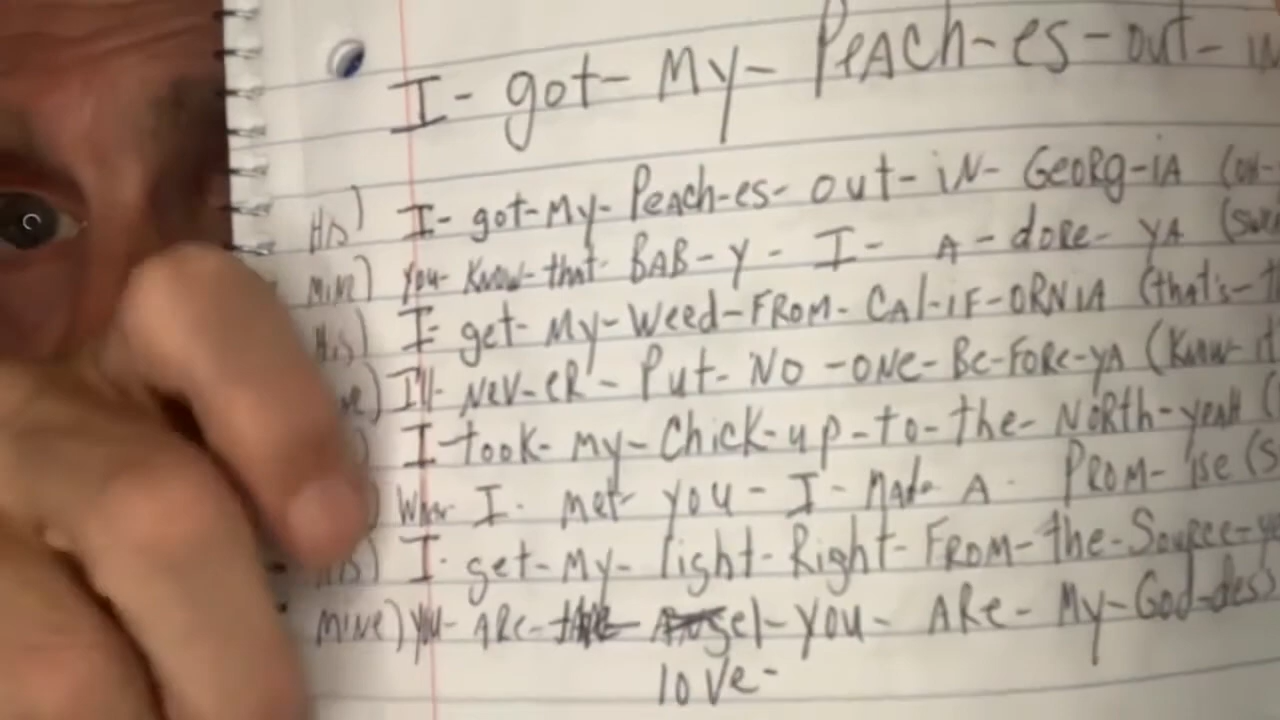 I- got- My- PeACh-es-out-
His) I- got-My- PeAch-es- out-iN- GeORg-iA (oh-
MiNe) You- KNow-that- BAB-y- I- A-doRe- yA
His) I- get-My-Weed-FROM-CAl-iF-ORNiA (that's-
I'll- NeV-eR- Put- No -oNe- Be-FoRe-yA (KNow-it
I-took-My-Chick-up-to-the-NoRth-yeaH (
When I- Met- you-I-MAde A- PRoM-ise (S
His) I- get-My- light-Right-FROM-the-Source-
MiNe) you- ARe-the you- ARe-My-God-dess
love-